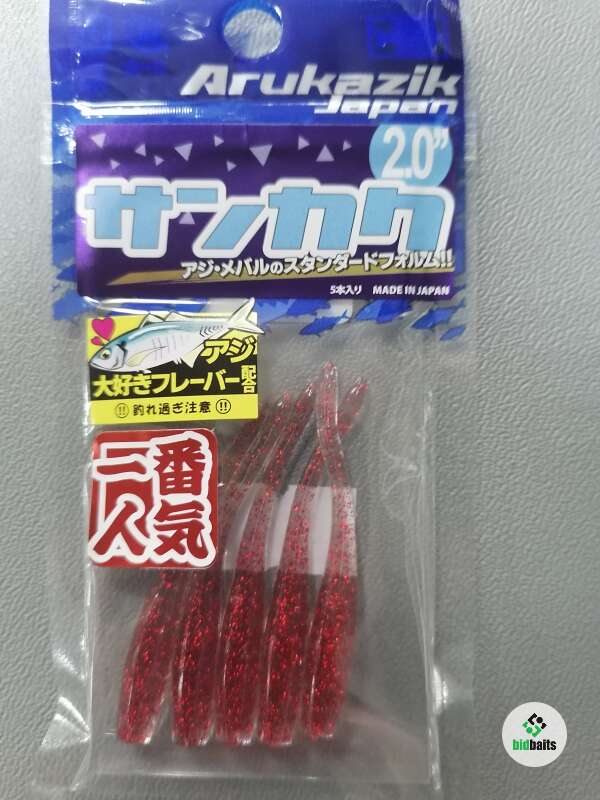 Arukazik
Japan
2.0"
サンカク
アジ・メバルのスタンダードフォルム!!
5本入り MADE IN JAPAN
アジ
大好きフレーバー配合
!! 釣れ過ぎ注意 !!
一番
人気
bidbaits